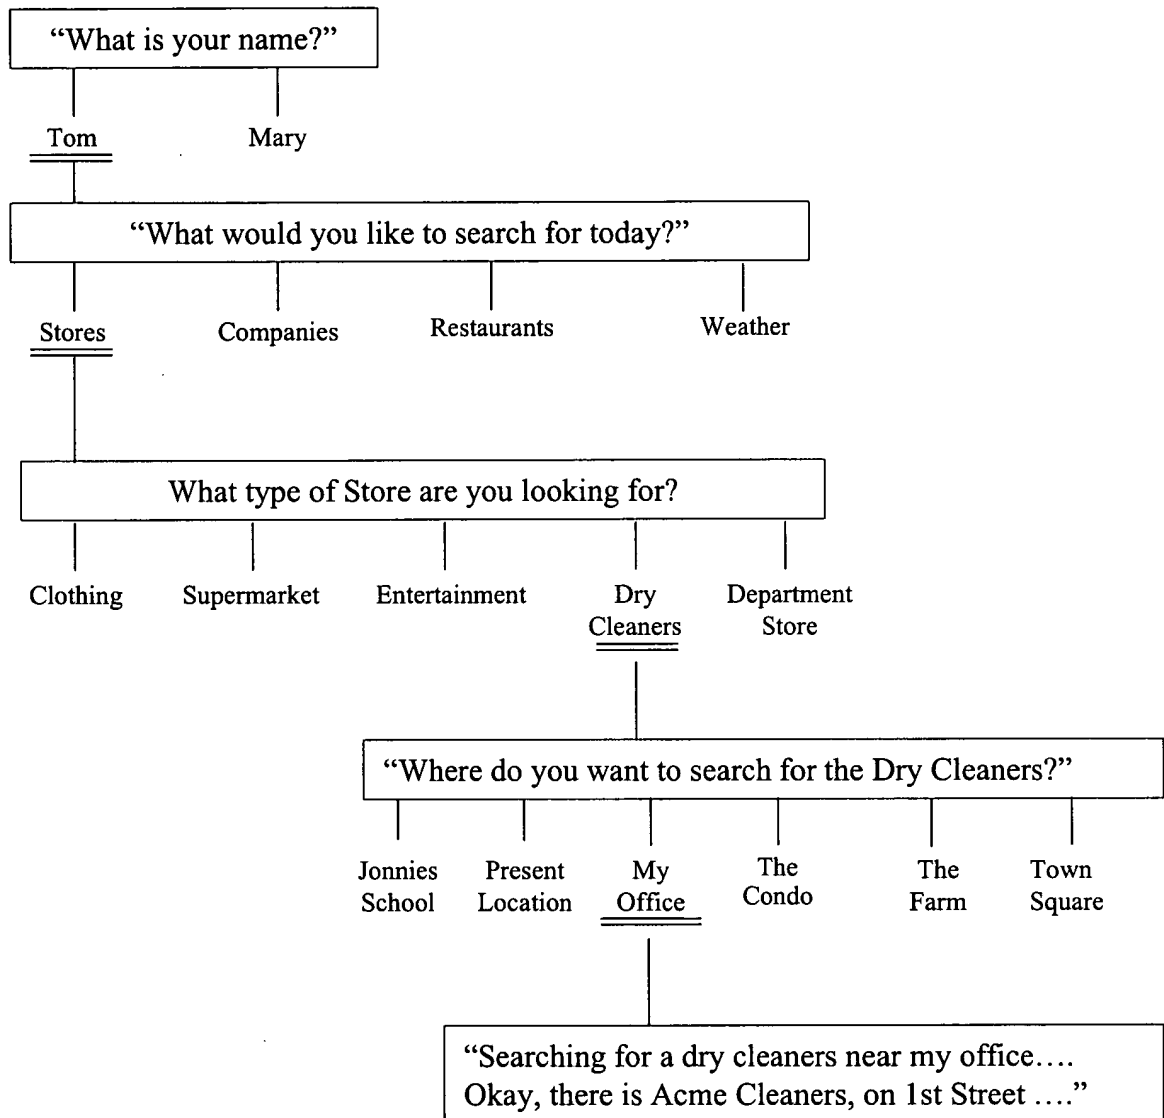 “What is your name?”
Tom Mary
“What would you like to search for today?”
Stores Companies Restaurants Weather
What type of Store are you looking for?
Clothing Supermarket Entertainment Dry Department
Cleaners Store
“Where do you want to search for the Dry Cleaners?”
Jonnies Present My The The Town
School Location Office Condo Farm Square
“Searching for a dry cleaners near my office....
Okay, there is Acme Cleaners, on 1st Street ....”